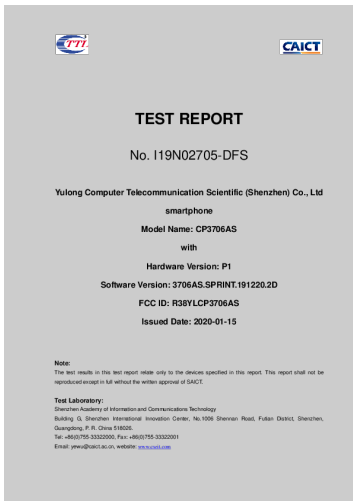 CTTL
CAICT
TEST REPORT
No. I19N02705-DFS
Yulong Computer Telecommunication Scientific (Shenzhen) Co., Ltd
smartphone
Model Name: CP3706AS
with
Hardware Version: P1
Software Version: 3706AS.SPRINT.191220.2D
FCC ID: R38YLCP3706AS
Issued Date: 2020-01-15
Note:
The test results in this test report relate only to the devices specified in this report. This report shall not be
reproduced except in full without the written approval of SAICT.
Test Laboratory:
Shenzhen Academy of Information and Communications Technology
Building G, Shenzhen International Innovation Center, No.1006 Shennan Road, Futian District, Shenzhen,
Guangdong, P. R. China 518026.
Tel: +86(0)755-33322000, Fax: +86(0)755-33322001
Email: yewu@caict.ac.cn, website: www.cszit.com